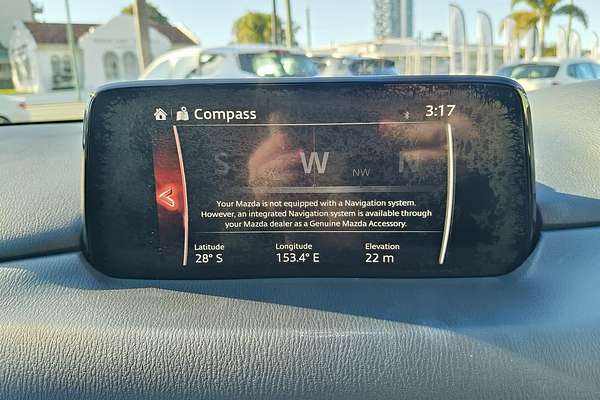 Compass 3:17
S W NW N
Your Mazda is not equipped with a Navigation system.
However, an integrated Navigation system is available through
your Mazda dealer as a Genuine Mazda Accessory.
Latitude Longitude Elevation
28° S 153.4° E 22 m